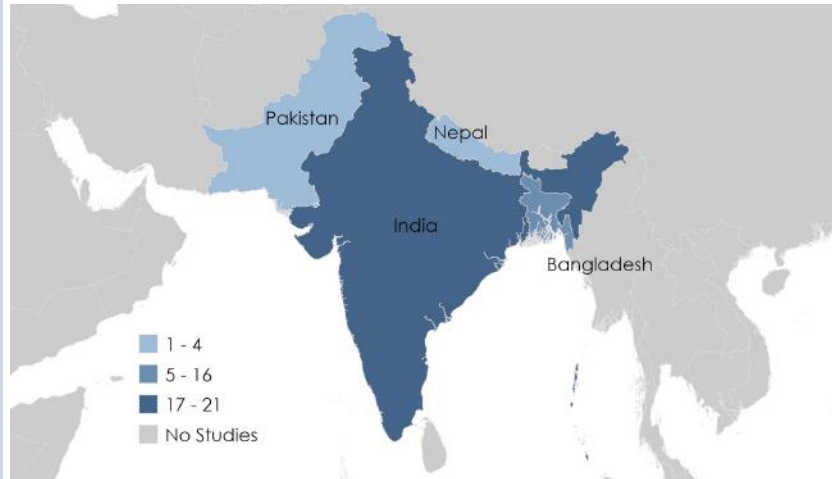 Pakistan
Nepal
India
Bangladesh
1 - 4
5 - 16
17 - 21
No Studies